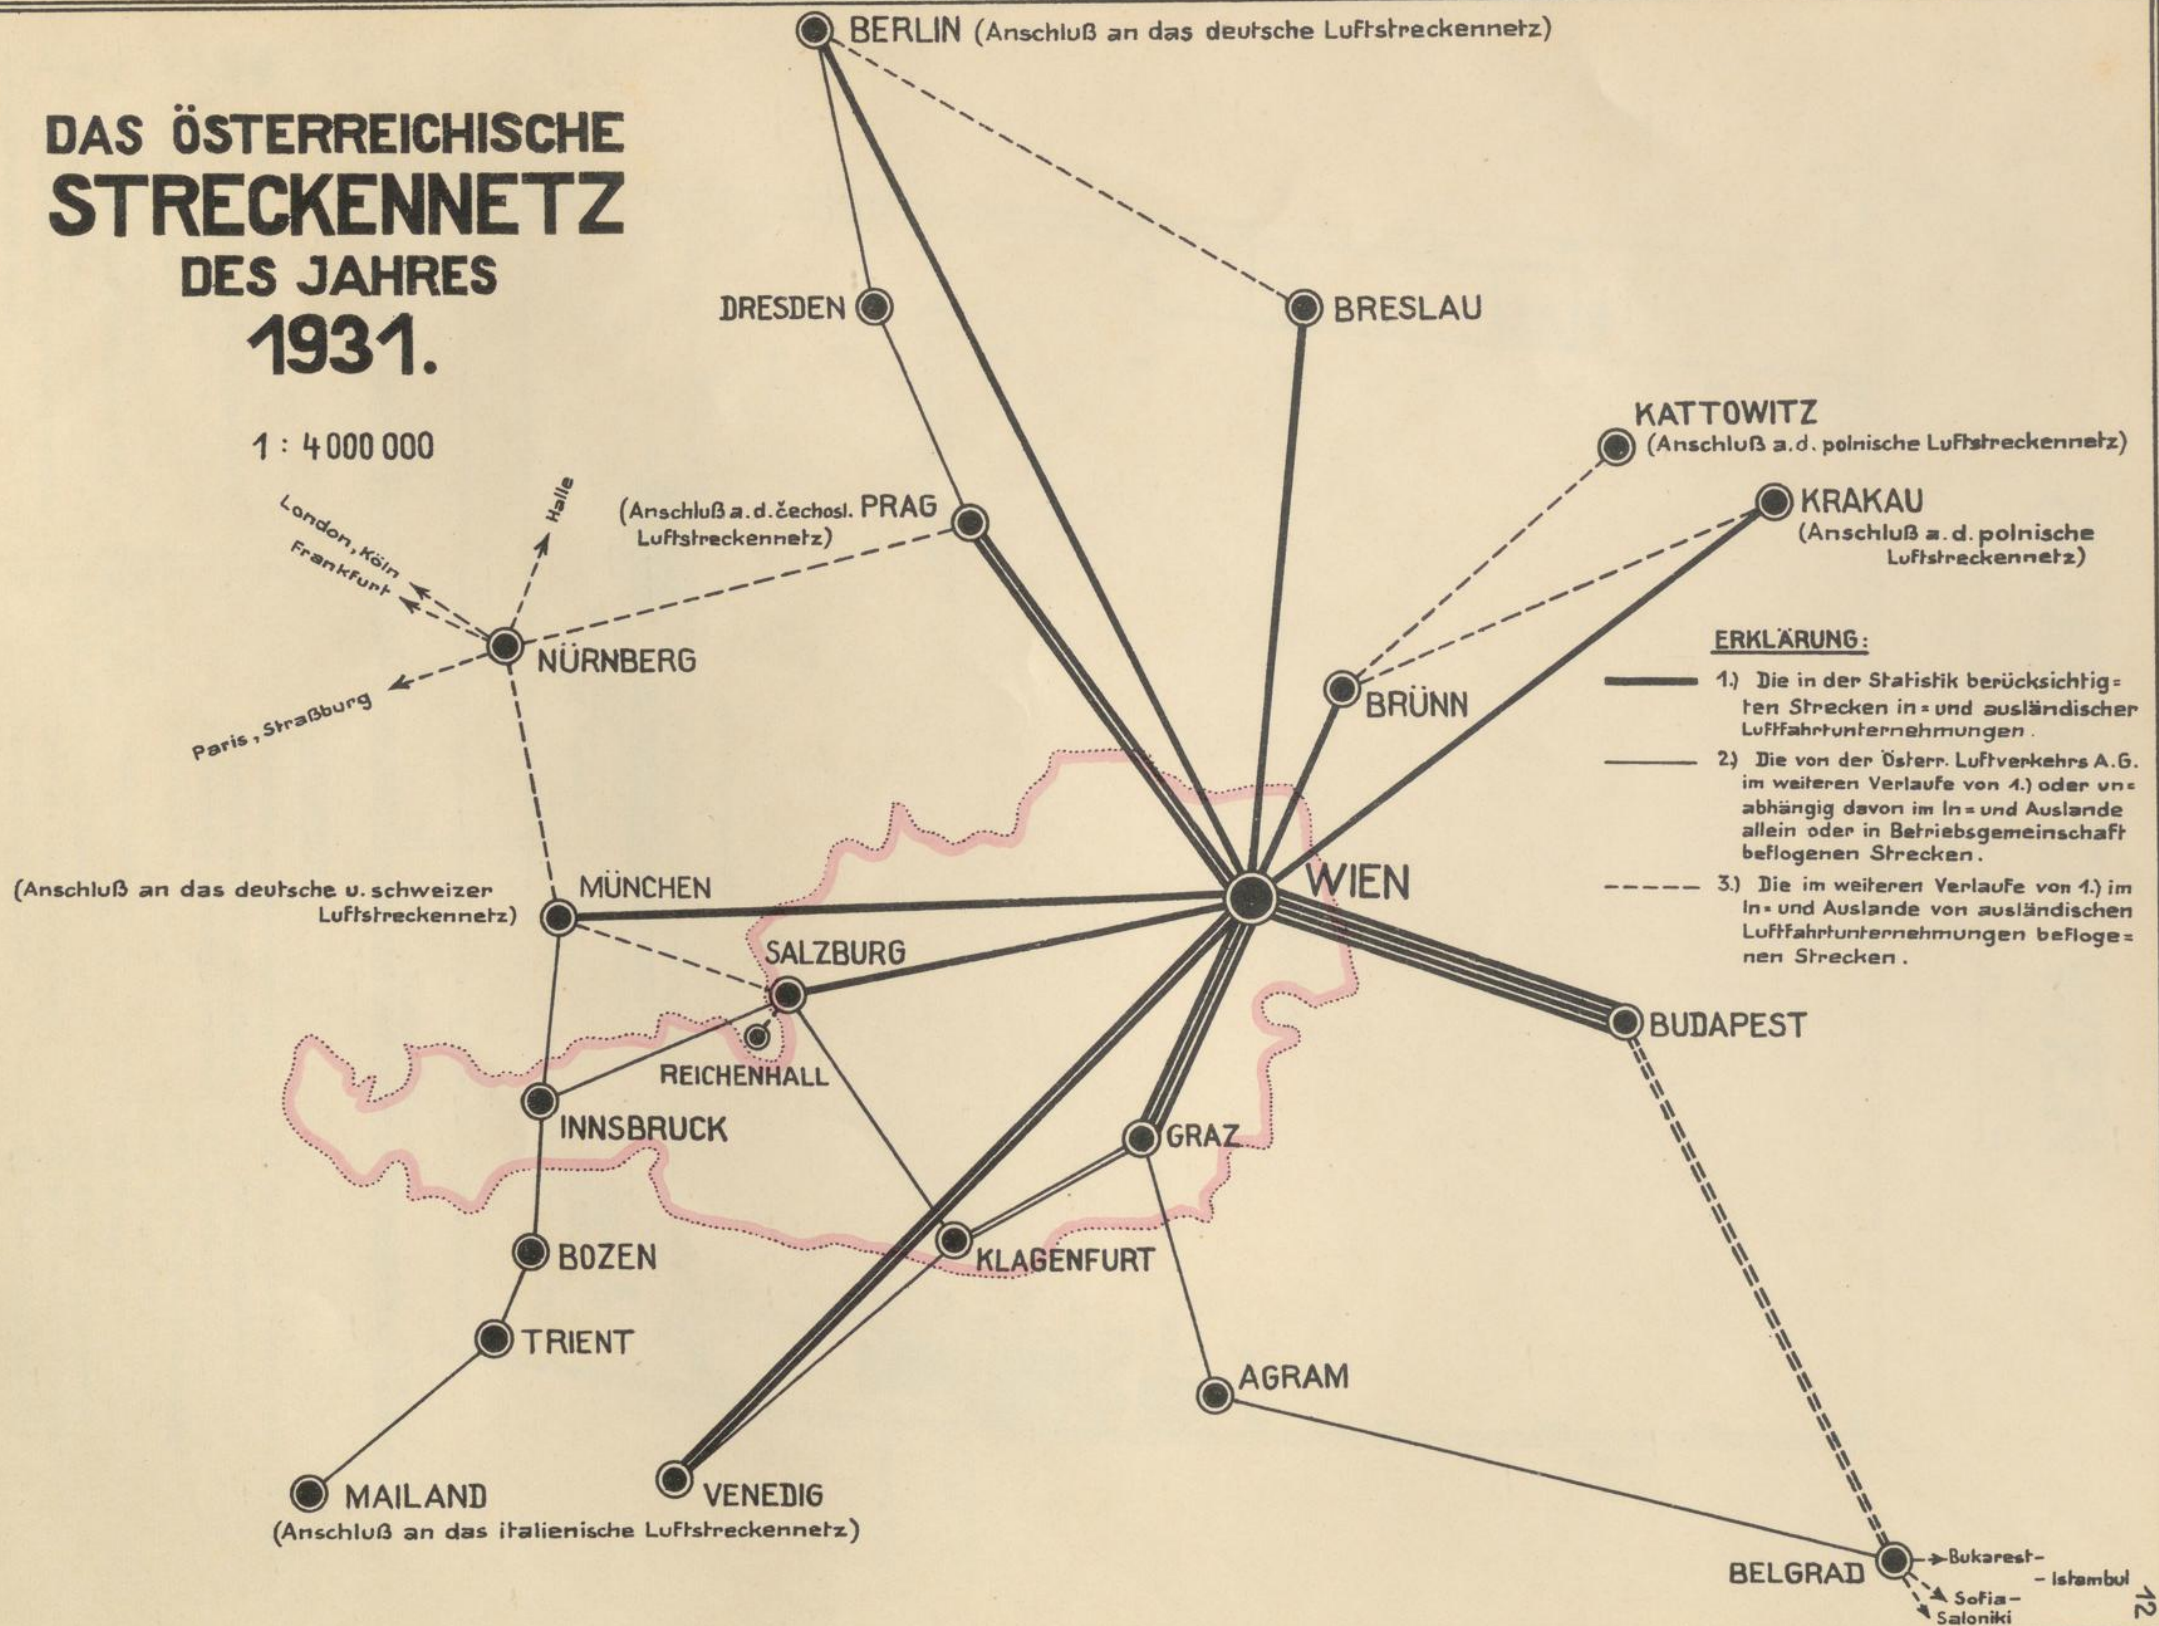 DAS ÖSTERREICHISCHE
STRECKENNETZ
DES JAHRES
1931.
1 : 4 000 000
BERLIN (Anschluß an das deutsche Luftstreckennetz)
DRESDEN
BRESLAU
KATTOWITZ
(Anschluß a.d. polnische Luftstreckennetz)
KRAKAU
(Anschluß a.d. polnische
Luftstreckennetz)
(Anschluß a.d. čechosl. PRAG
Luftstreckennetz)
Halle
London, Köln
Frankfurt
NÜRNBERG
Paris, Straßburg
BRÜNN
ERKLÄRUNG:
1.) Die in der Statistik berücksichtig=
ten Strecken in= und ausländischer
Luftfahrtunternehmungen.
2.) Die von der Österr. Luftverkehrs A.G.
im weiteren Verlaufe von 1.) oder un=
abhängig davon im In= und Auslande
allein oder in Betriebsgemeinschaft
beflogenen Strecken.
3.) Die im weiteren Verlaufe von 1.) im
In= und Auslande von ausländischen
Luftfahrtunternehmungen befloge=
nen Strecken.
WIEN
(Anschluß an das deutsche u. schweizer
Luftstreckennetz)
MÜNCHEN
SALZBURG
REICHENHALL
BUDAPEST
INNSBRUCK
GRAZ
BOZEN
KLAGENFURT
TRIENT
AGRAM
MAILAND
VENEDIG
(Anschluß an das italienische Luftstreckennetz)
BELGRAD
Bukarest-
- Istambul
Sofia-
Saloniki
12